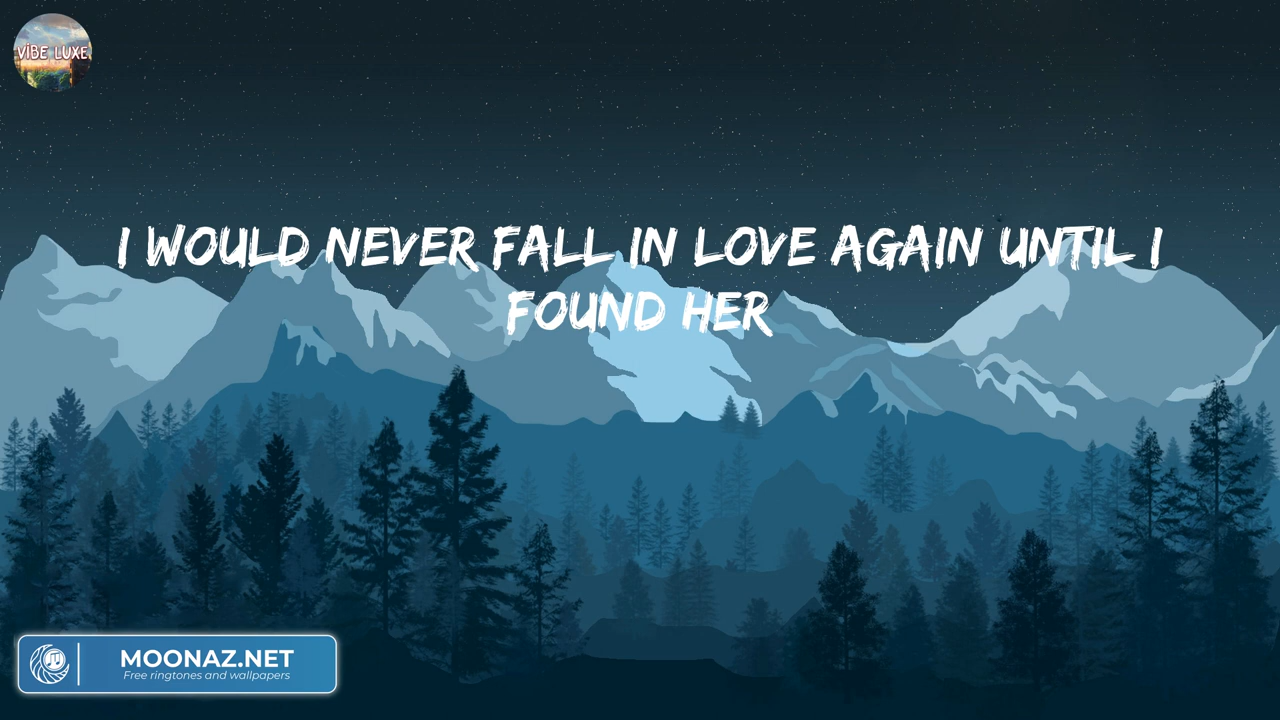 VIBE LUXE
I WOULD NEVER FALL IN LOVE AGAIN UNTIL I
FOUND HER
MOONAZ.NET
Free ringtones and wallpapers